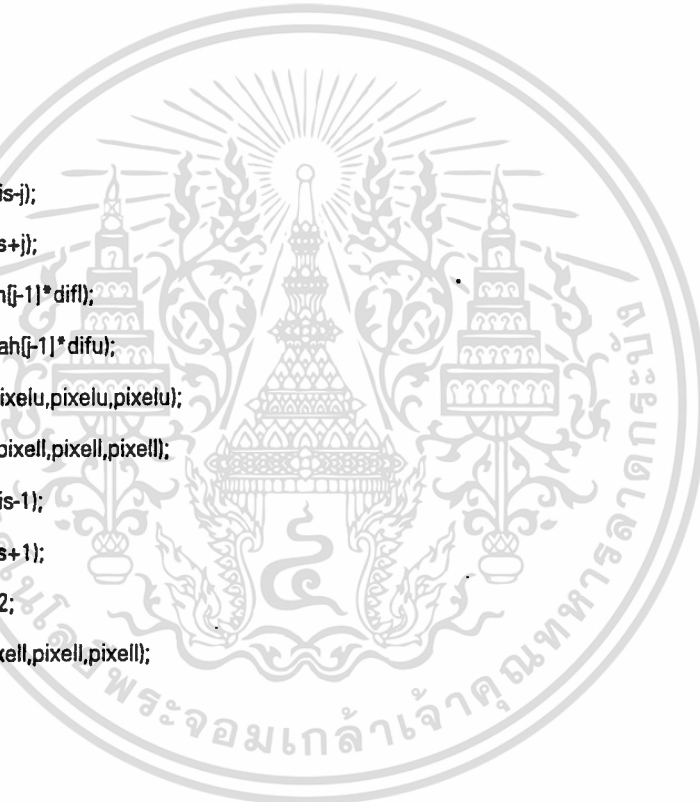 is-j);
s+j);
h[j-1]*difl);
ah[j-1]*difu);
ixelu,pixelu,pixelu);
pixell,pixell,pixell);
is-1);
s+1);
2;
xell,pixell,pixell);
พระจอมเกล้าเจ้าคุณทหารลาดกระบัง